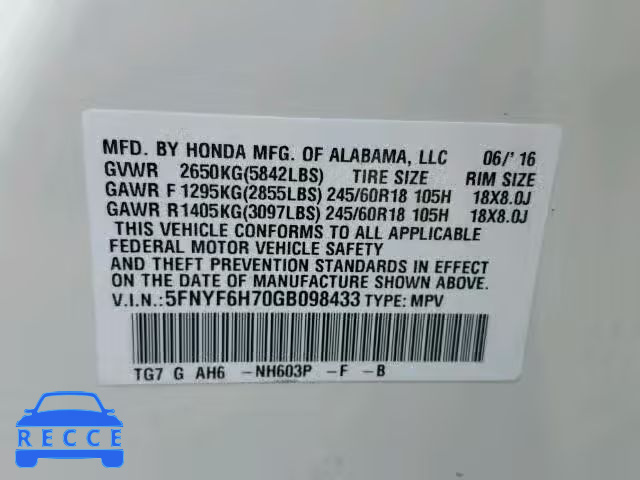 MFD. BY HONDA MFG. OF ALABAMA, LLC 06/'16
GVWR 2650KG(5842LBS) TIRE SIZE RIM SIZE
GAWR F 1295KG(2855LBS) 245/60R18 105H 18X8.0J
GAWR R1405KG(3097LBS) 245/60R18 105H 18X8.0J
THIS VEHICLE CONFORMS TO ALL APPLICABLE
FEDERAL MOTOR VEHICLE SAFETY
AND THEFT PREVENTION STANDARDS IN EFFECT
ON THE DATE OF MANUFACTURE SHOWN ABOVE.
V.I.N.:5FNYF6H70GB098433 TYPE: MPV
TG7 G AH6 -NH603P -F -B
RECCE